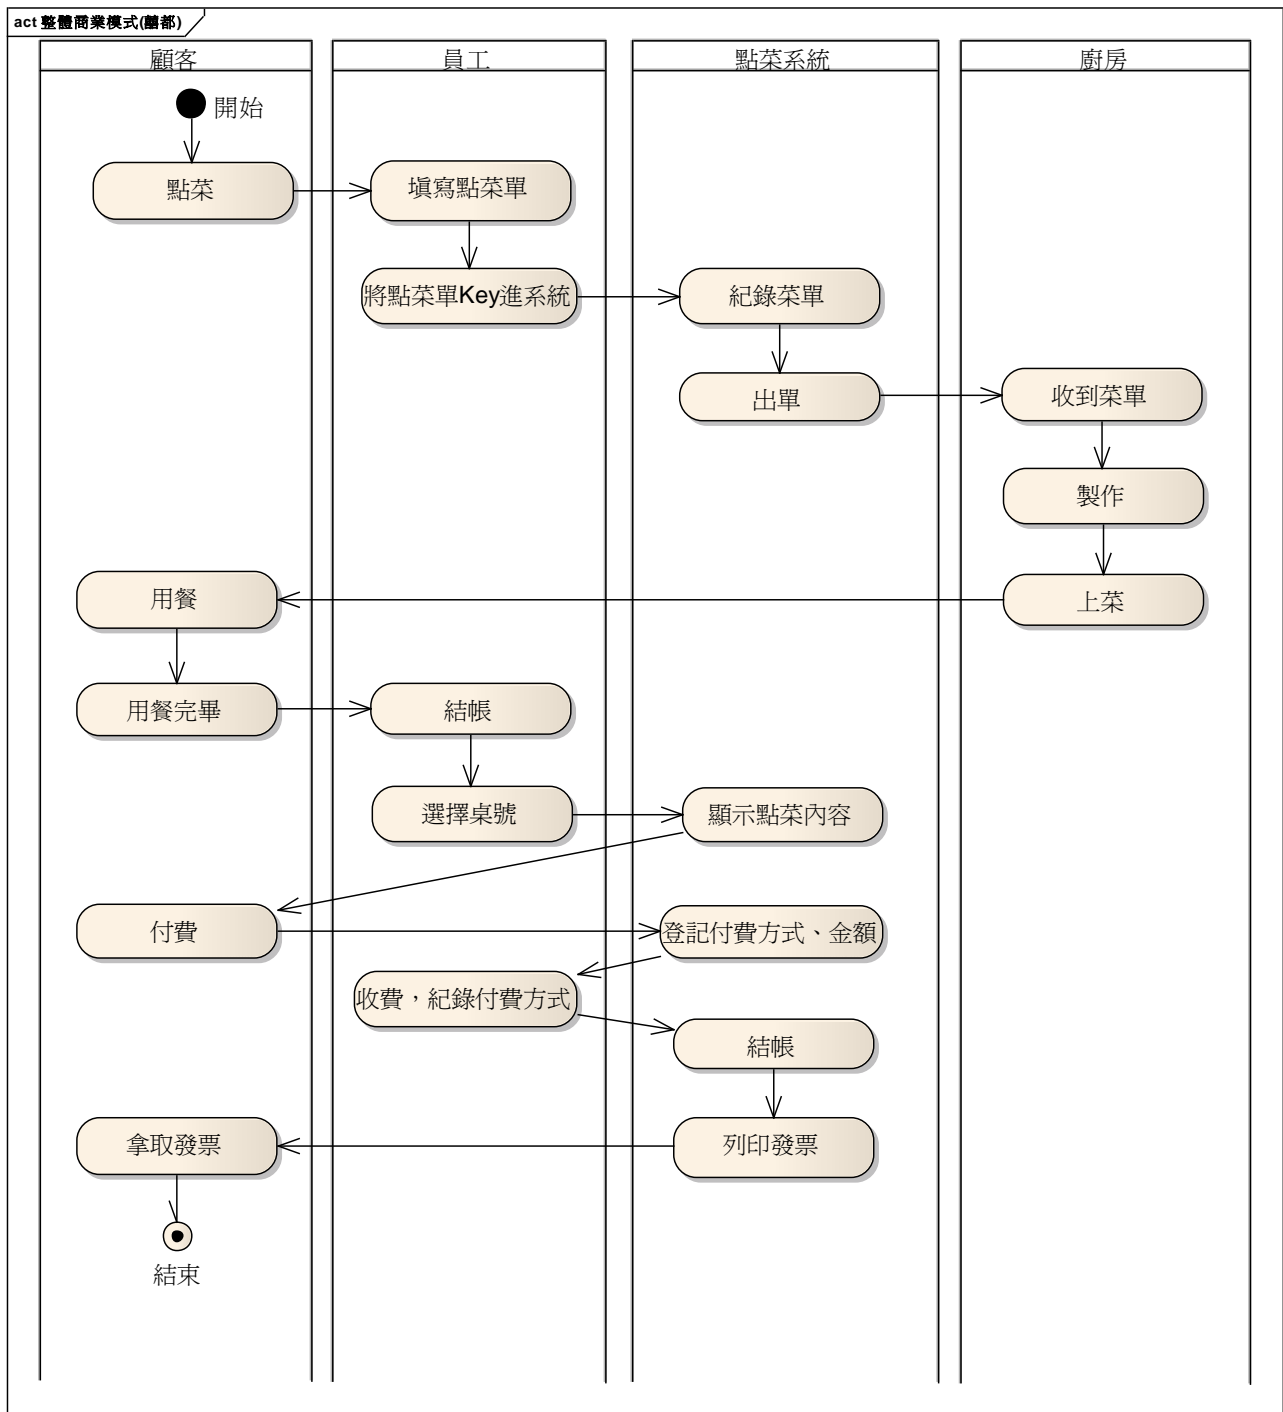 act 整體商業模式(囍都)
顧客
員工
點菜系統
廚房
開始
點菜
填寫點菜單
將點菜單Key進系統
紀錄菜單
出單
收到菜單
製作
上菜
用餐
用餐完畢
結帳
選擇桌號
顯示點菜內容
付費
登記付費方式、金額
收費，紀錄付費方式
結帳
列印發票
拿取發票
結束